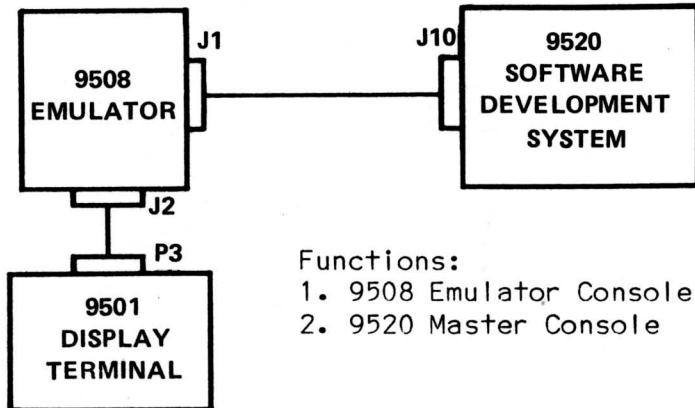 J1
J10
9508
EMULATOR
9520
SOFTWARE
DEVELOPMENT
SYSTEM
J2
P3
9501
DISPLAY
TERMINAL
Functions:
1. 9508 Emulator Console
2. 9520 Master Console